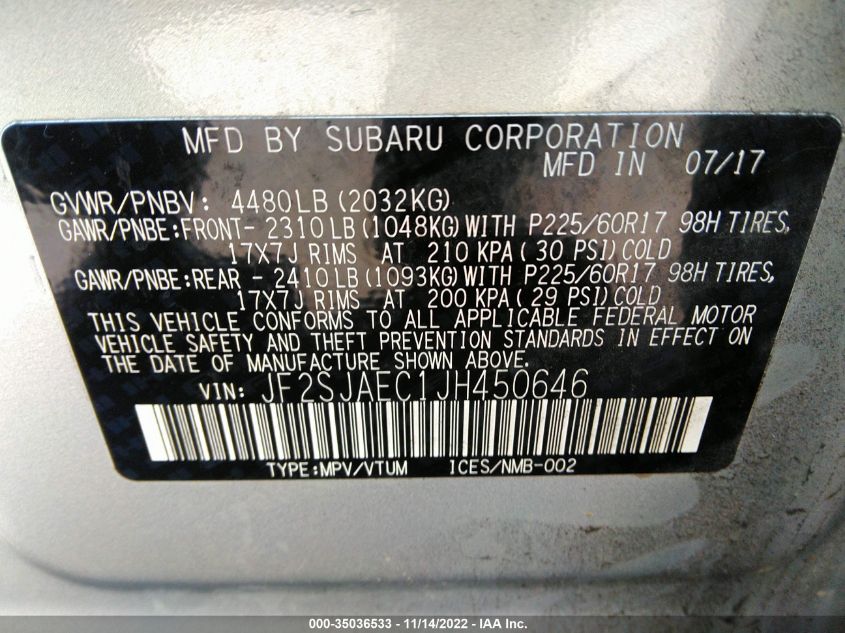 MFD BY SUBARU CORPORATION
MFD IN 07/17
GVWR/PNBV: 4480LB (2032KG)
GAWR/PNBE:FRONT- 2310LB (1048KG) WITH P225/60R17 98H TIRES,
17X7J RIMS AT 210 KPA ( 30 PSI) COLD
GAWR/PNBE:REAR - 2410LB (1093KG) WITH P225/60R17 98H TIRES,
17X7J RIMS AT 200 KPA ( 29 PSI) COLD
THIS VEHICLE CONFORMS TO ALL APPLICABLE FEDERAL MOTOR
VEHICLE SAFETY AND THEFT PREVENTION STANDARDS IN EFFECT ON
THE DATE OF MANUFACTURE SHOWN ABOVE.
VIN: JF2SJAEC1JH450646
TYPE:MPV/VTUM ICES/NMB-002
000-35036533 - 11/14/2022 - IAA Inc.